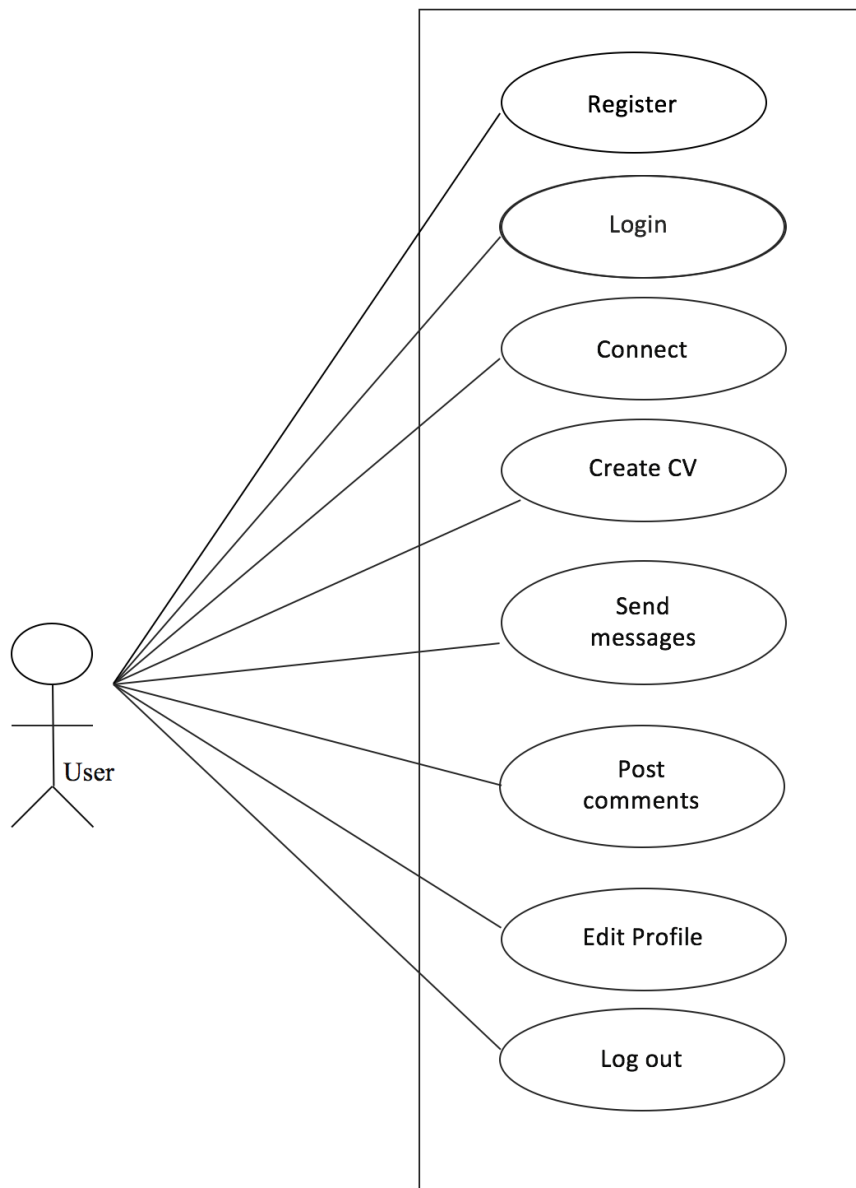 Register
Login
Connect
Create CV
Send
messages
User
Post
comments
Edit Profile
Log out